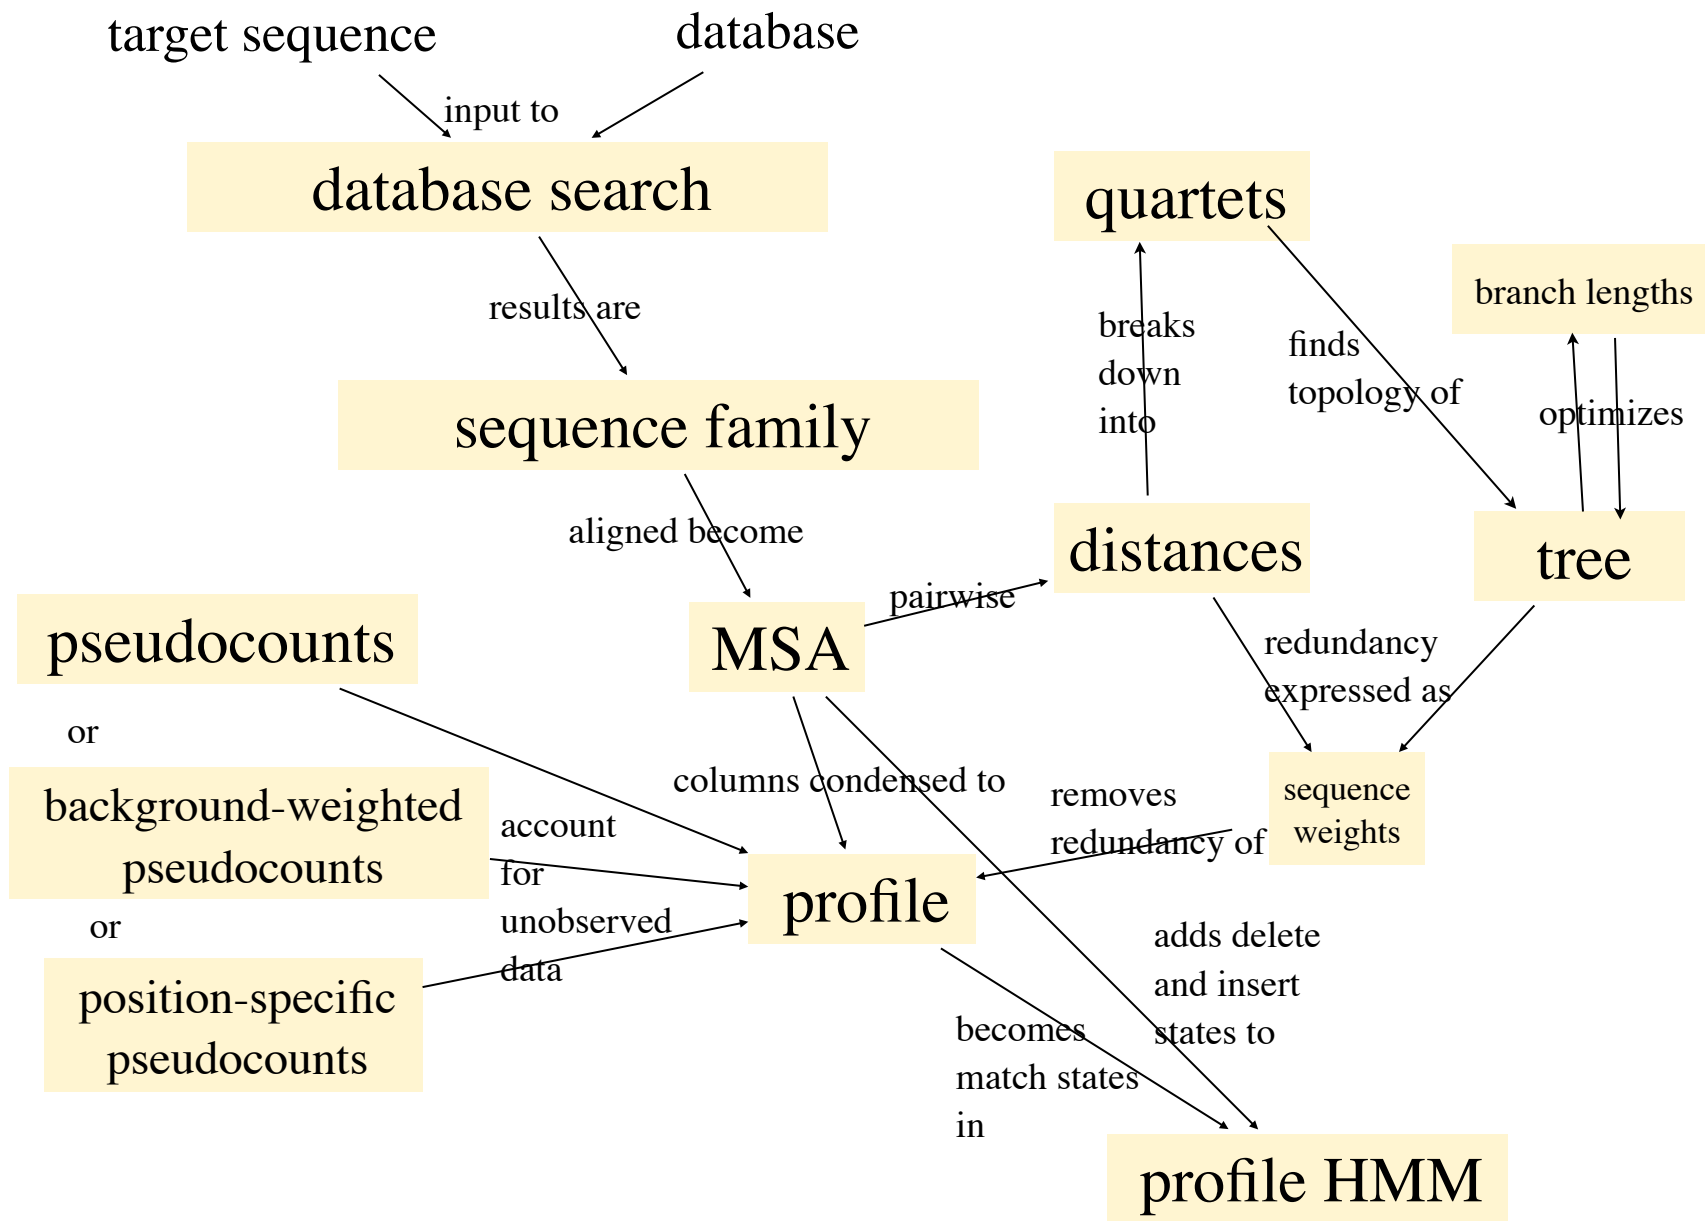 target sequence
database
input to
database search
results are
sequence family
aligned become
MSA
pairwise
quartets
branch lengths
breaks
down
into
finds
topology of
optimizes
distances
tree
redundancy
expressed as
pseudocounts
or
background-weighted
pseudocounts
or
position-specific
pseudocounts
account
for
unobserved
data
columns condensed to
removes
redundancy of
sequence
weights
profile
adds delete
and insert
states to
becomes
match states
in
profile HMM